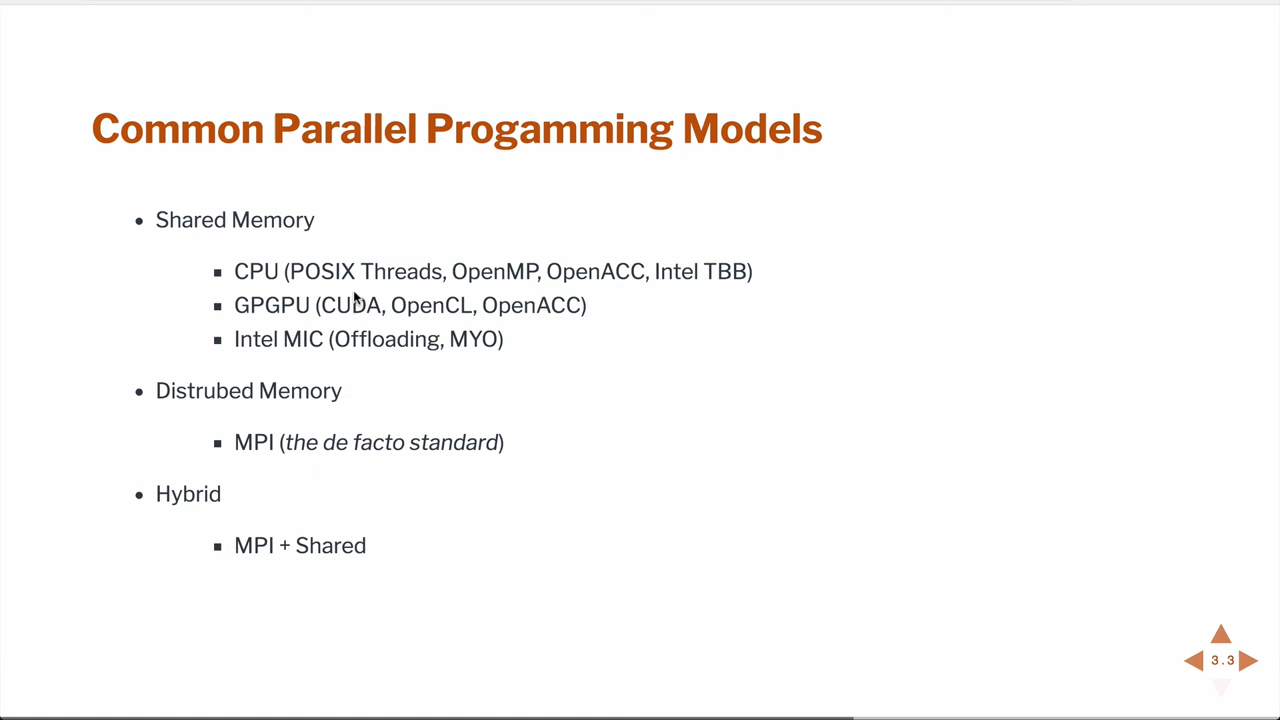 Common Parallel Progamming Models
Shared Memory
CPU (POSIX Threads, OpenMP, OpenACC, Intel TBB)
GPGPU (CUDA, OpenCL, OpenACC)
Intel MIC (Offloading, MYO)
Distrubed Memory
MPI (the de facto standard)
Hybrid
MPI + Shared
3.3